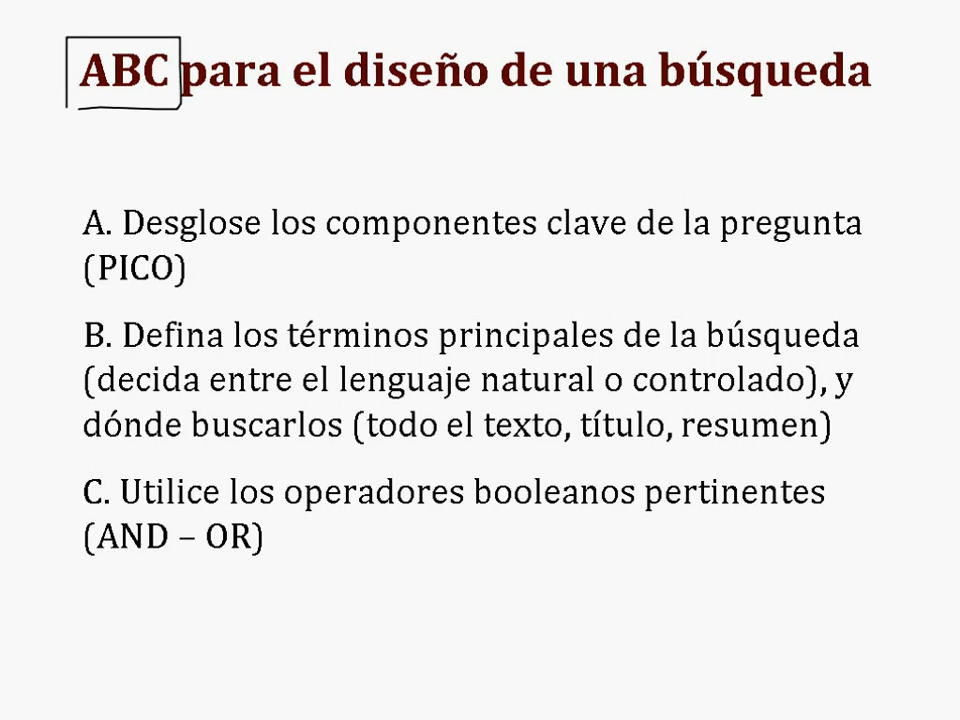 ABC para el diseño de una búsqueda
A. Desglose los componentes clave de la pregunta
(PICO)
B. Defina los términos principales de la búsqueda
(decida entre el lenguaje natural o controlado), y
dónde buscarlos (todo el texto, título, resumen)
C. Utilice los operadores booleanos pertinentes
(AND – OR)